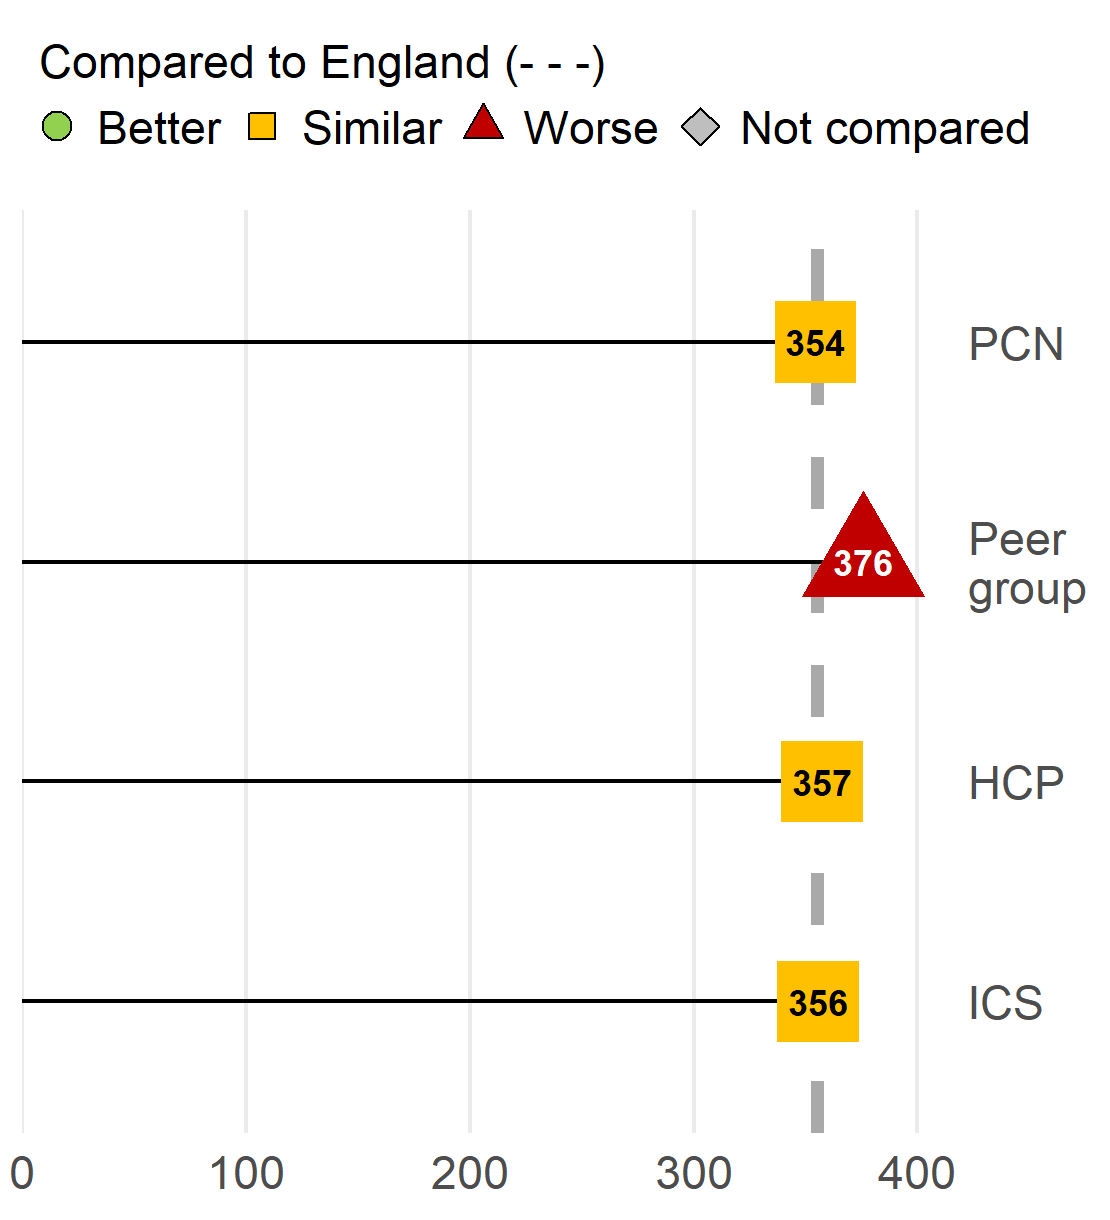 Compared to England (- - -)
Better Similar Worse Not compared
354 PCN
Peer
376
group
357 HCP
356 ICS
0 100 200 300 400